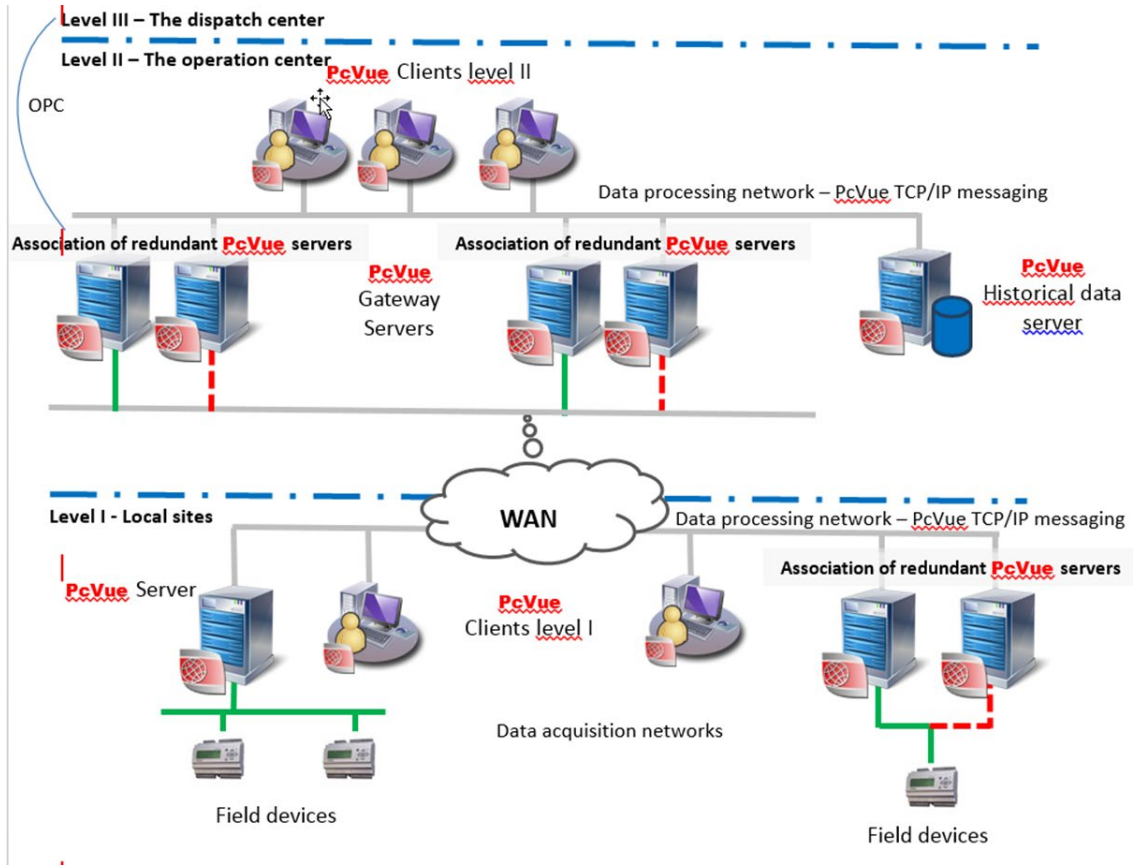 Level III – The dispatch center
Level II – The operation center
PcVue Clients level II
OPC
Data processing network – PcVue TCP/IP messaging
Association of redundant PcVue servers
Association of redundant PcVue servers
PcVue
Gateway
Servers
PcVue
Historical data
server
WAN
Level I - Local sites
Data processing network – PcVue TCP/IP messaging
Association of redundant PcVue servers
PcVue Server
PcVue
Clients level I
Data acquisition networks
Field devices
Field devices